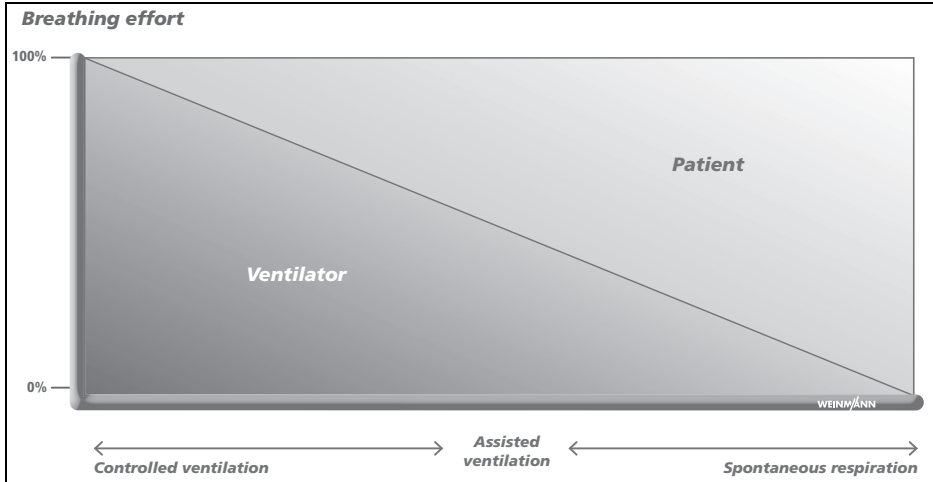 Breathing effort
100%
Patient
Ventilator
0%
WEINMANN
Assisted
ventilation
Controlled ventilation
Spontaneous respiration